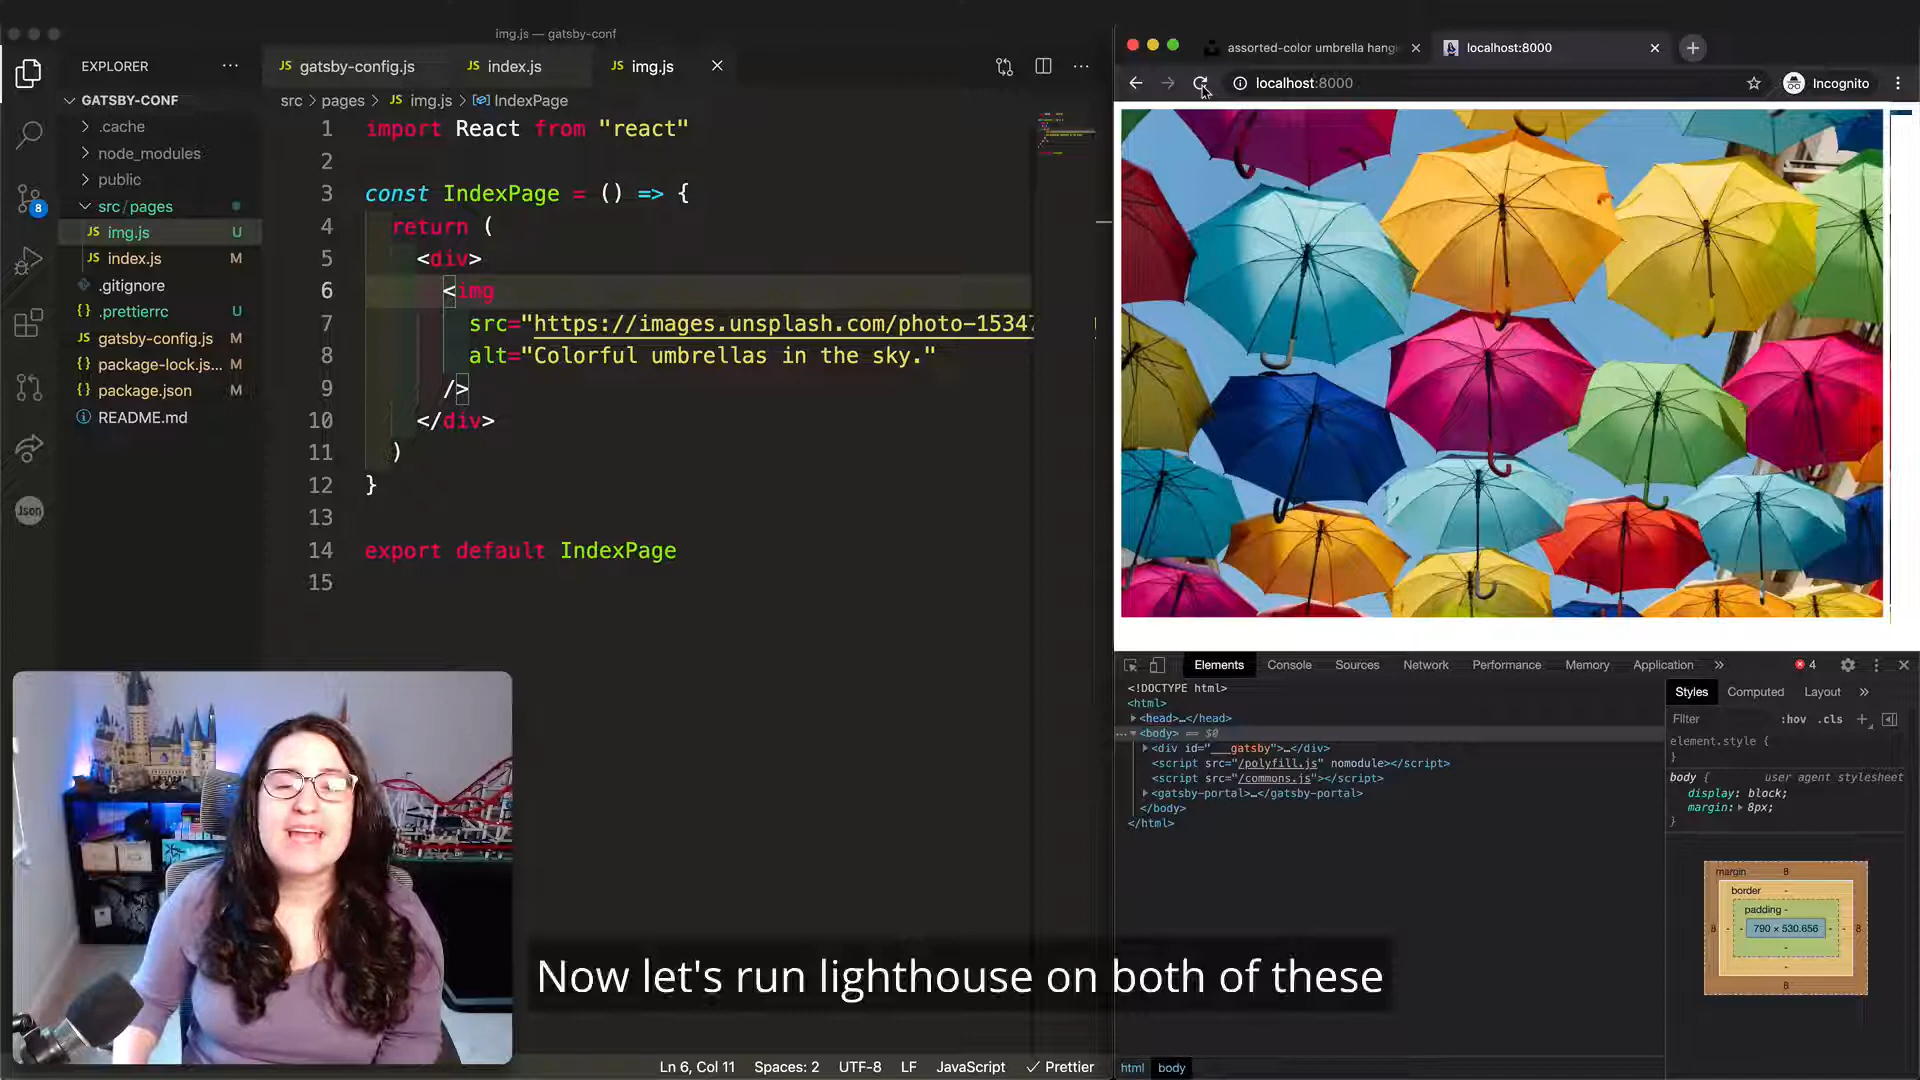 img.js — gatsby-conf
EXPLORER
GATSBY-CONF
.cache
node_modules
public
src/pages
img.js U
index.js M
.gitignore
.prettierrc U
gatsby-config.js M
package-lock.js... M
package.json M
README.md
8
Json
gatsby-config.js
index.js
img.js
src > pages > JS img.js > IndexPage
1 import React from "react"
2
3 const IndexPage = () => {
4 return (
5 <div>
6 <img
7 src="https://images.unsplash.com/photo-1534
8 alt="Colorful umbrellas in the sky."
9 />
10 </div>
11 )
12 }
13
14 export default IndexPage
15
Ln 6, Col 11 Spaces: 2 UTF-8 LF JavaScript ✓ Prettier
assorted-color umbrella hang
localhost:8000
localhost:8000
Incognito
Elements Console Sources Network Performance Memory Application » 4
<!DOCTYPE html>
<html>
<head>…</head>
<body> == $0
<div id="___gatsby">…</div>
<script src="/polyfill.js" nomodule></script>
<script src="/commons.js"></script>
<gatsby-portal>…</gatsby-portal>
</body>
</html>
html body
Styles Computed Layout »
Filter :hov .cls +
element.style {
}
body { user agent stylesheet
display: block;
margin: 8px;
}
margin 8
border -
padding -
8 - - 790 × 530.656 - - 8
-
-
8
Now let's run lighthouse on both of these